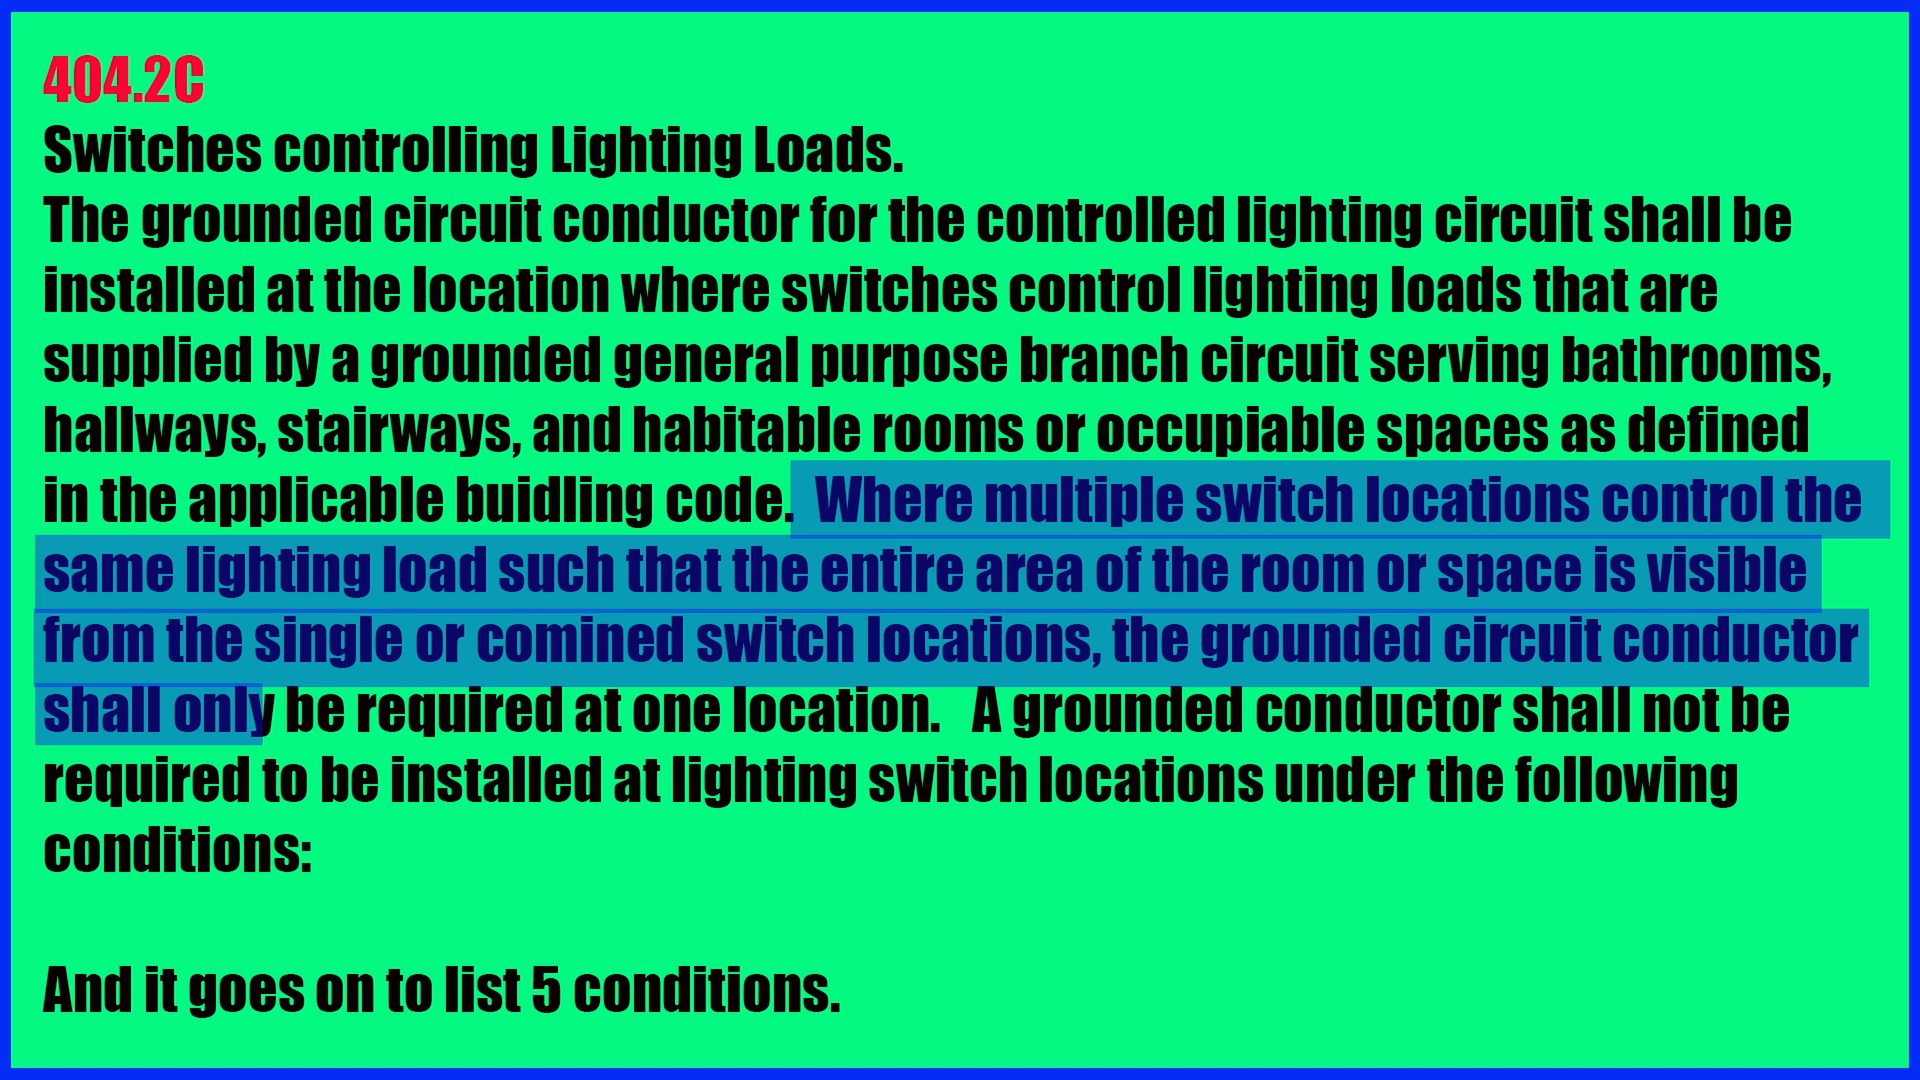 404.2C
Switches controlling Lighting Loads.
The grounded circuit conductor for the controlled lighting circuit shall be
installed at the location where switches control lighting loads that are
supplied by a grounded general purpose branch circuit serving bathrooms,
hallways, stairways, and habitable rooms or occupiable spaces as defined
in the applicable buidling code.  Where multiple switch locations control the
same lighting load such that the entire area of the room or space is visible
from the single or comined switch locations, the grounded circuit conductor
shall only be required at one location.   A grounded conductor shall not be
required to be installed at lighting switch locations under the following
conditions:
And it goes on to list 5 conditions.